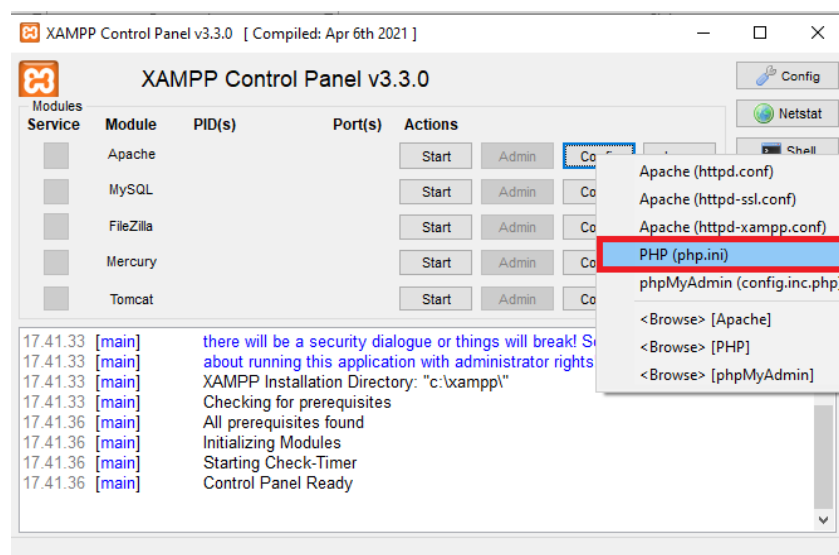 XAMPP Control Panel v3.3.0 [ Compiled: Apr 6th 2021 ]
XAMPP Control Panel v3.3.0
Config
Modules
Service Module PID(s) Port(s) Actions
Netstat
Shell
Apache Start Admin
MySQL Start Admin
FileZilla Start Admin
Mercury Start Admin
Tomcat Start Admin
Apache (httpd.conf)
Apache (httpd-ssl.conf)
Apache (httpd-xampp.conf)
PHP (php.ini)
phpMyAdmin (config.inc.php)
<Browse> [Apache]
<Browse> [PHP]
<Browse> [phpMyAdmin]
17.41.33 [main] there will be a security dialogue or things will break! So
17.41.33 [main] about running this application with administrator rights!
17.41.33 [main] XAMPP Installation Directory: "c:\xampp\"
17.41.33 [main] Checking for prerequisites
17.41.36 [main] All prerequisites found
17.41.36 [main] Initializing Modules
17.41.36 [main] Starting Check-Timer
17.41.36 [main] Control Panel Ready